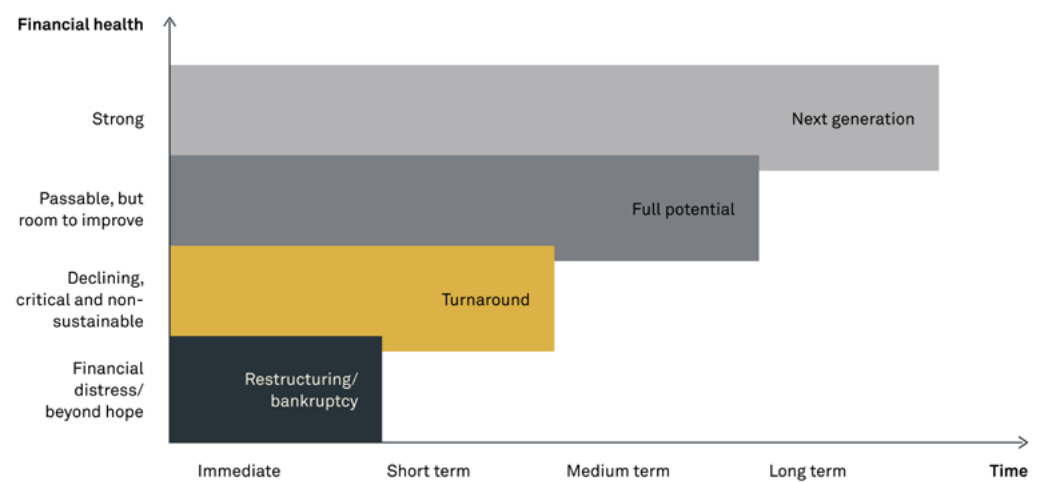 Financial health
Strong
Next generation
Passable, but
room to improve
Full potential
Declining,
critical and non-
sustainable
Turnaround
Financial
distress/
beyond hope
Restructuring/
bankruptcy
Immediate
Short term
Medium term
Long term
Time